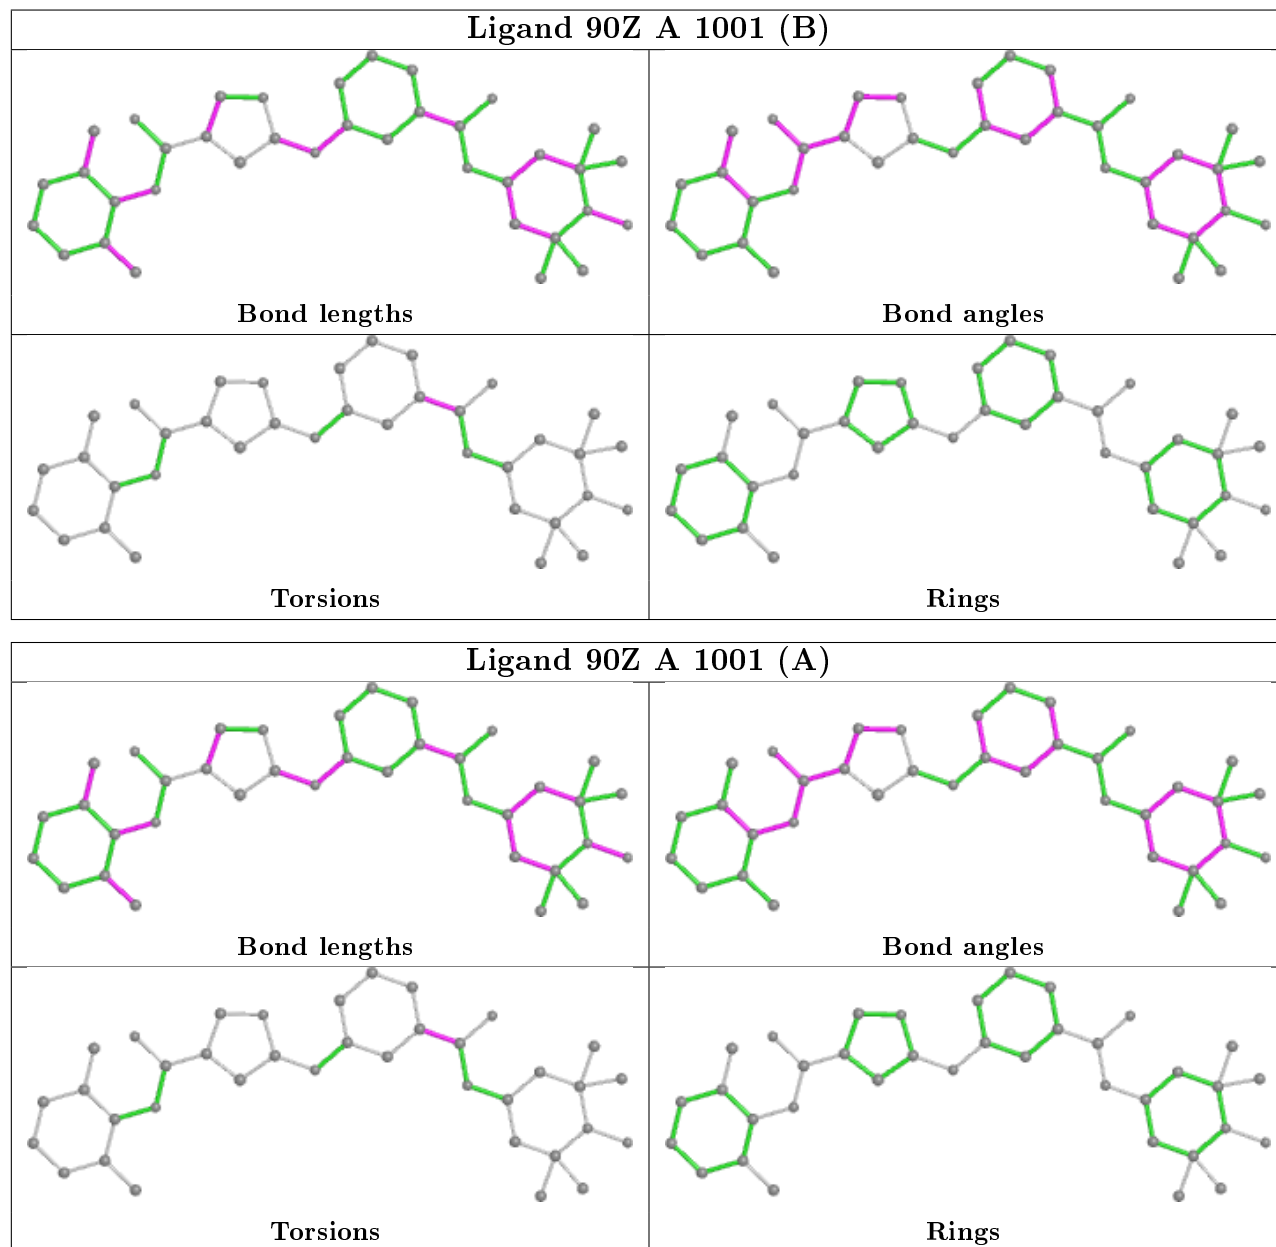 Ligand 90Z A 1001 (B)
Bond lengths
Bond angles
Torsions
Rings
Ligand 90Z A 1001 (A)
Bond lengths
Bond angles
Torsions
Rings